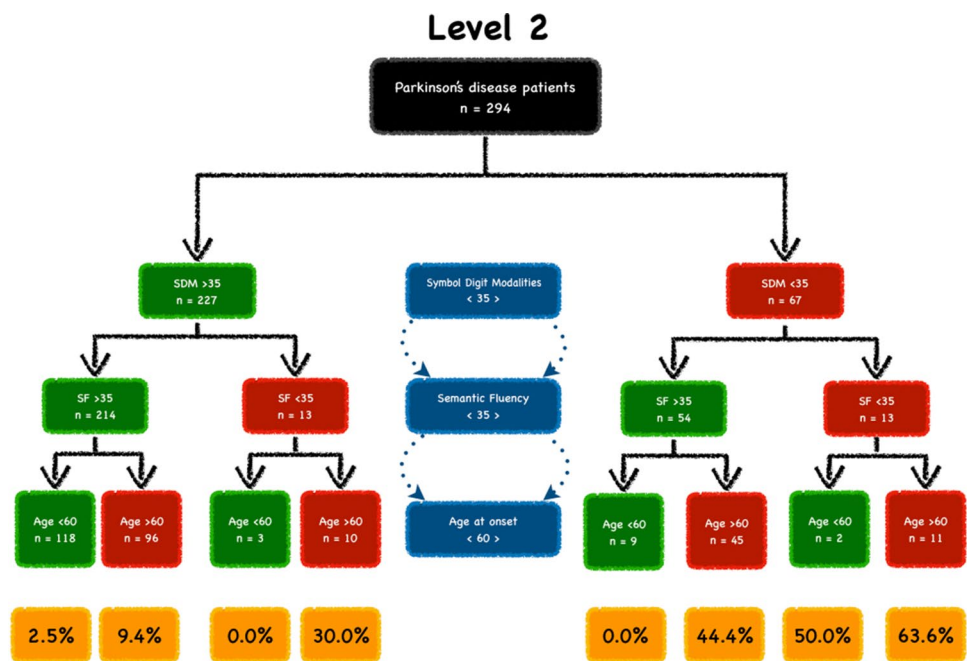 Level 2
Parkinson's disease patients
n = 294
SDM >35
n = 227
Symbol Digit Modalities
< 35 >
SDM <35
n = 67
SF >35
n = 214
SF <35
n = 13
Semantic Fluency
< 35 >
SF >35
n = 54
SF <35
n = 13
Age <60
n = 118
Age >60
n = 96
Age <60
n = 3
Age >60
n = 10
Age at onset
< 60 >
Age <60
n = 9
Age >60
n = 45
Age <60
n = 2
Age >60
n = 11
2.5%
9.4%
0.0%
30.0%
0.0%
44.4%
50.0%
63.6%